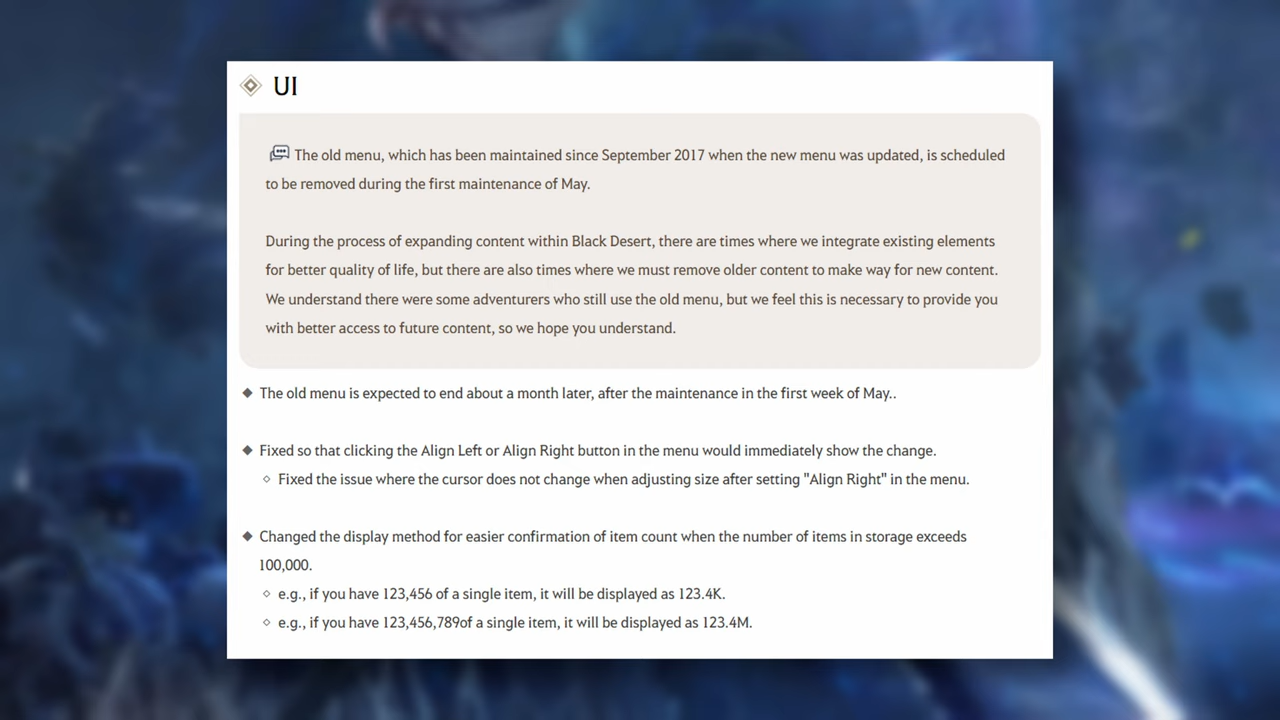 UI
The old menu, which has been maintained since September 2017 when the new menu was updated, is scheduled
to be removed during the first maintenance of May.
During the process of expanding content within Black Desert, there are times where we integrate existing elements
for better quality of life, but there are also times where we must remove older content to make way for new content.
We understand there were some adventurers who still use the old menu, but we feel this is necessary to provide you
with better access to future content, so we hope you understand.
The old menu is expected to end about a month later, after the maintenance in the first week of May..
Fixed so that clicking the Align Left or Align Right button in the menu would immediately show the change.
Fixed the issue where the cursor does not change when adjusting size after setting "Align Right" in the menu.
Changed the display method for easier confirmation of item count when the number of items in storage exceeds
100,000.
e.g., if you have 123,456 of a single item, it will be displayed as 123.4K.
e.g., if you have 123,456,789of a single item, it will be displayed as 123.4M.